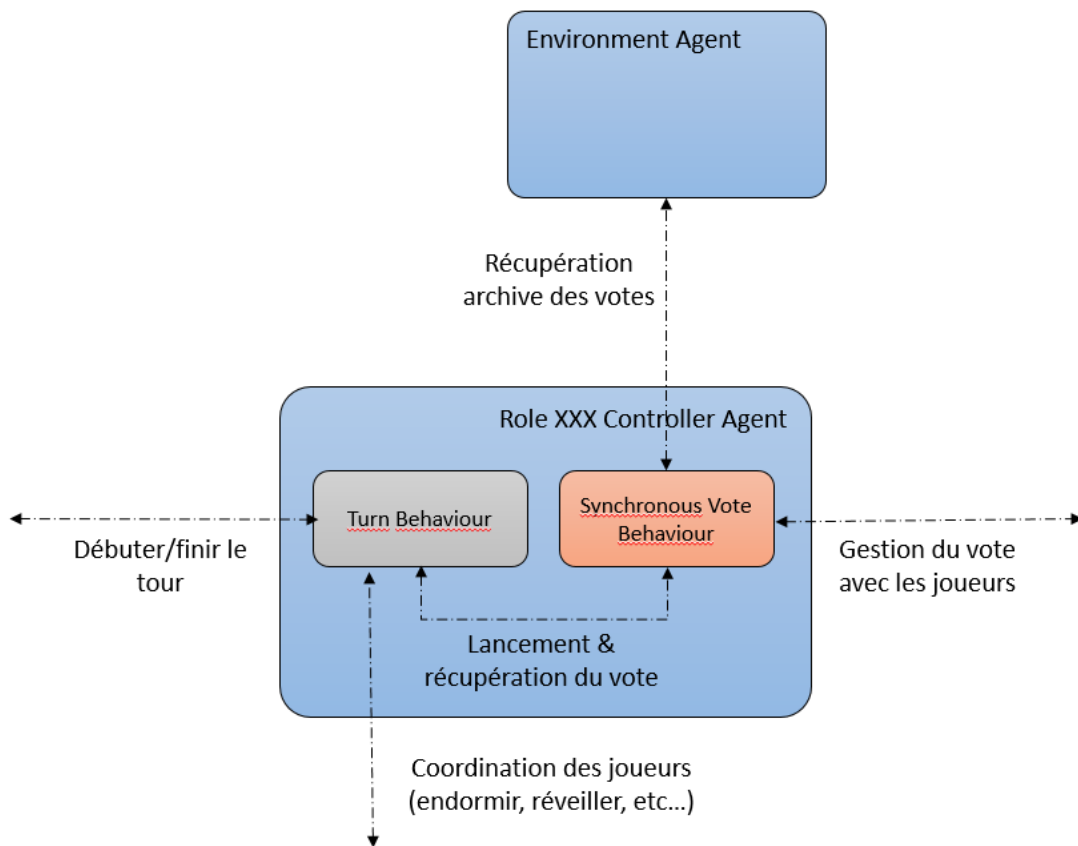 Environment Agent
Récupération
archive des votes
Role XXX Controller Agent
Turn Behaviour
Synchronous Vote
Behaviour
Débuter/finir le
tour
Gestion du vote
avec les joueurs
Lancement &
récupération du vote
Coordination des joueurs
(endormir, réveiller, etc...)